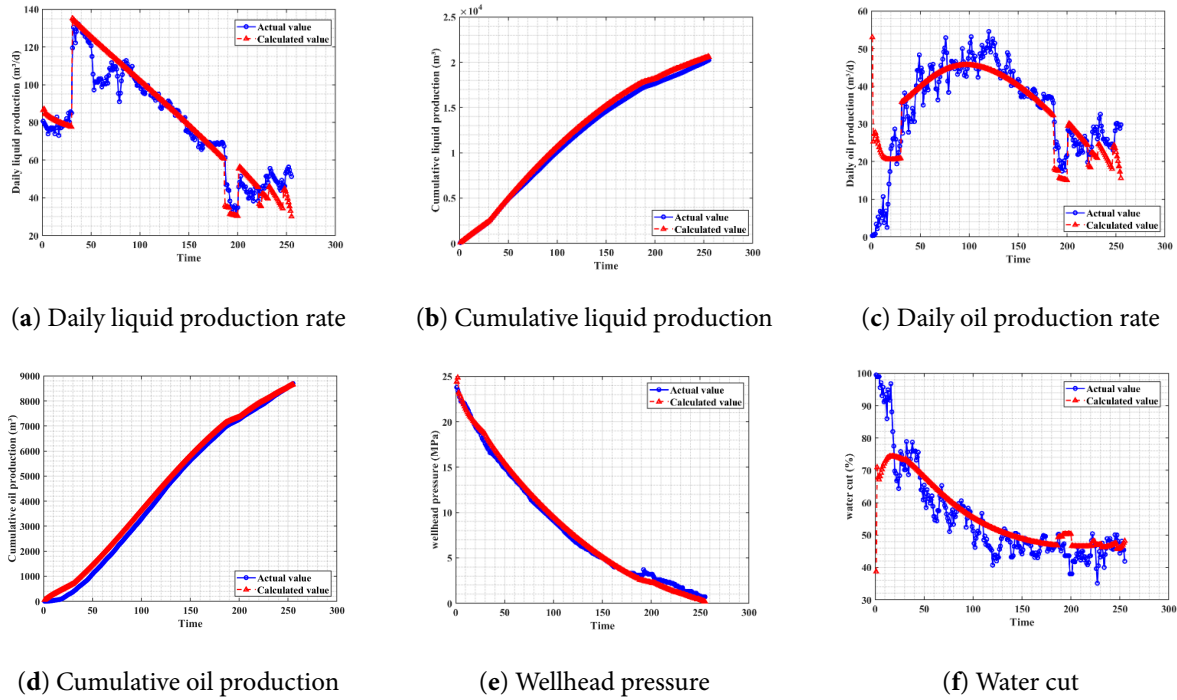 140
120
100
80
60
40
20
0 50 100 150 200 250 300
Daily liquid production rate (m³/d)
Time
Actual value
Calculated value
(a) Daily liquid production rate
×10⁴
2.5
2
1.5
1
0.5
0
0 50 100 150 200 250 300
Cumulative liquid production (m³)
Time
Actual value
Calculated value
(b) Cumulative liquid production
60
50
40
30
20
10
0
0 50 100 150 200 250 300
Daily oil production (m³/d)
Time
Actual value
Calculated value
(c) Daily oil production rate
9000
8000
7000
6000
5000
4000
3000
2000
1000
0
0 50 100 150 200 250 300
Cumulative oil production (m³)
Time
Actual value
Calculated value
(d) Cumulative oil production
25
20
15
10
5
0
0 50 100 150 200 250 300
wellhead pressure (MPa)
Time
Actual value
Calculated value
(e) Wellhead pressure
100
90
80
70
60
50
40
30
0 50 100 150 200 250 300
water cut (%)
Time
Actual value
Calculated value
(f) Water cut